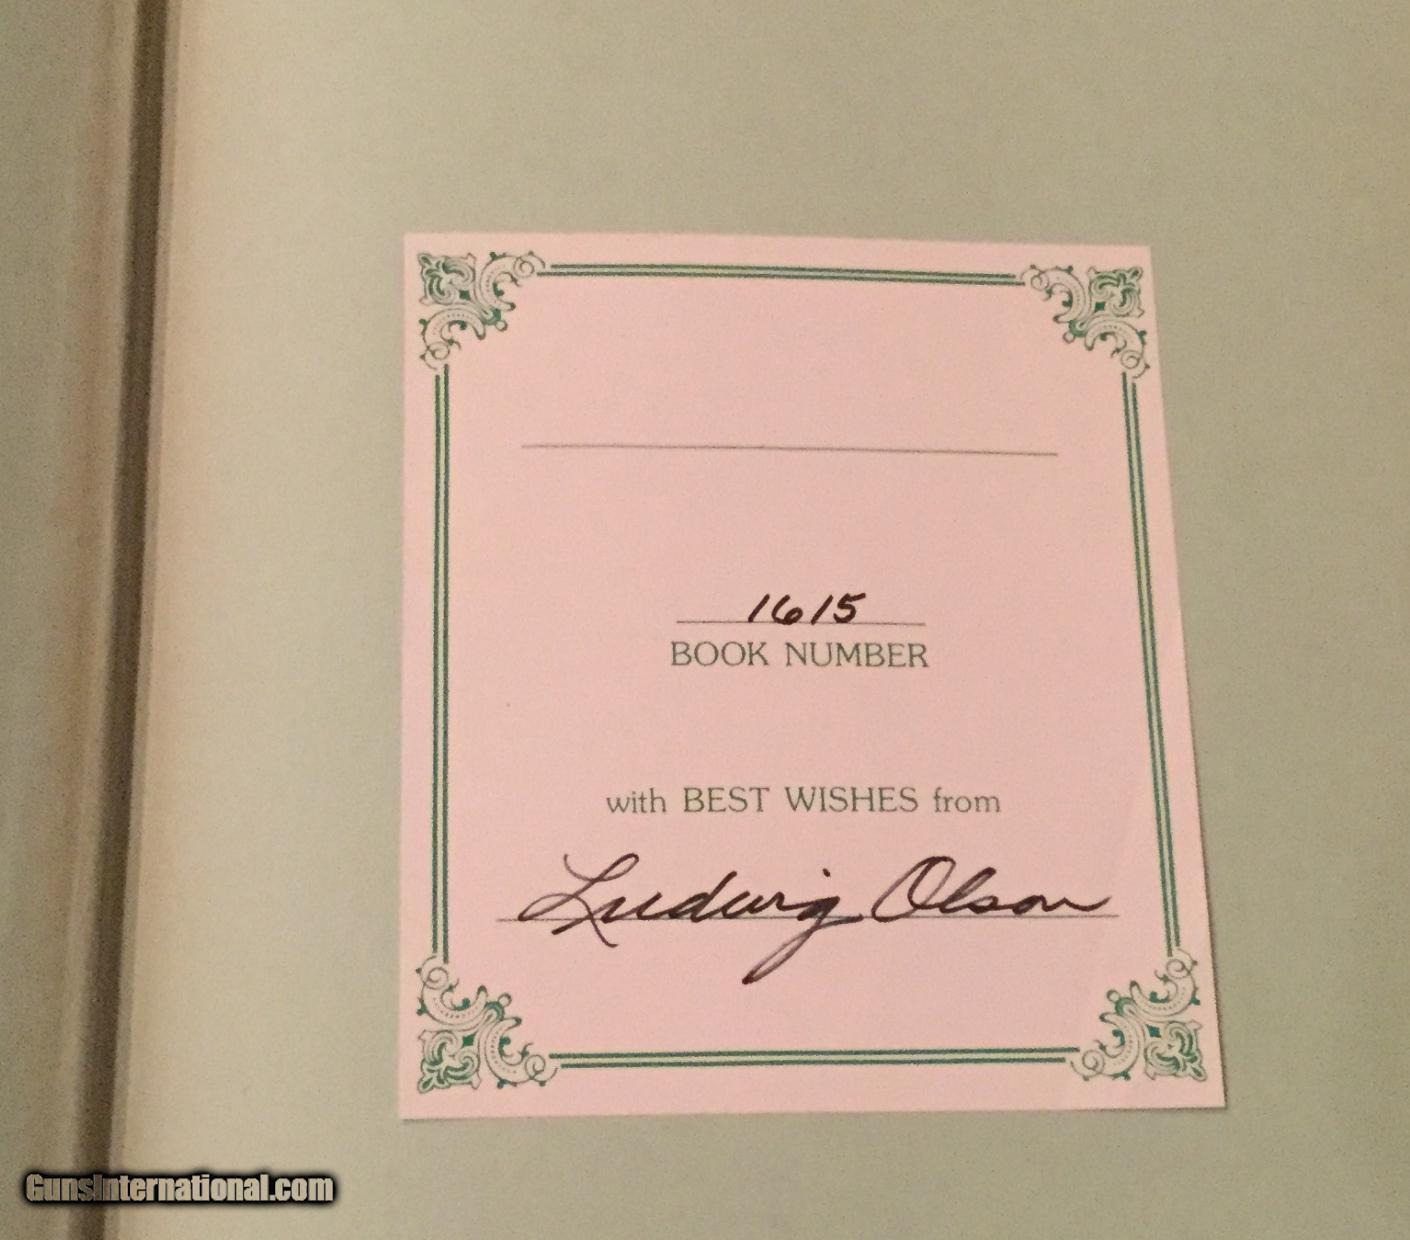 1615
BOOK NUMBER
with BEST WISHES from
Ludwig Olson
GunsInternational.com